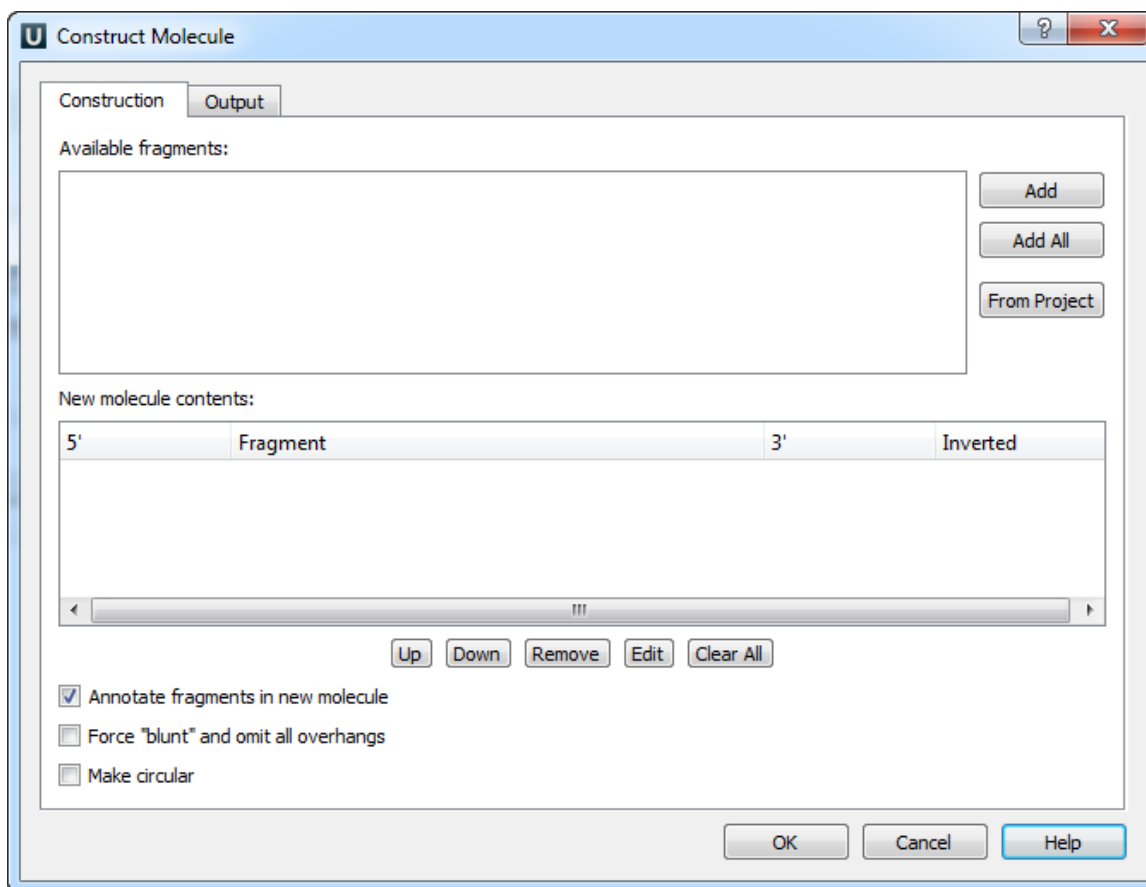 U Construct Molecule ? X
Construction Output
Available fragments:
Add
Add All
From Project
New molecule contents:
5' Fragment 3' Inverted
Up Down Remove Edit Clear All
Annotate fragments in new molecule
Force "blunt" and omit all overhangs
Make circular
OK Cancel Help